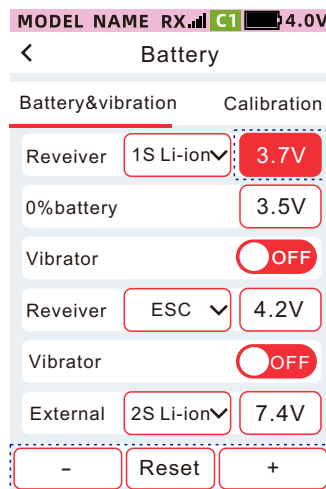 MODEL NAME RX C1 4.0V
Battery
Battery&vibration Calibration
Reveiver 1S Li-ion 3.7V
0%battery 3.5V
Vibrator OFF
Reveiver ESC 4.2V
Vibrator OFF
External 2S Li-ion 7.4V
- Reset +